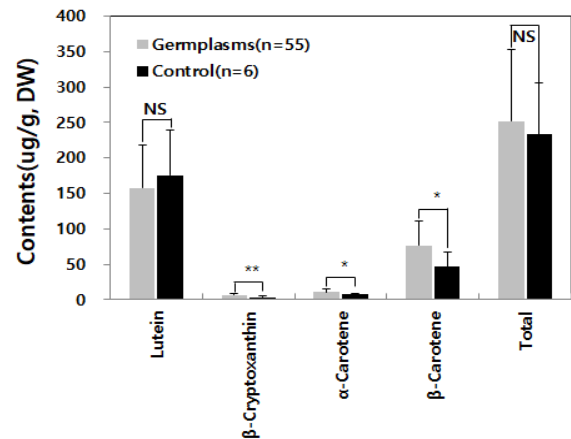 400
350
300
250
200
150
100
50
0
Contents(ug/g, DW)
Germplasms(n=55)
Control(n=6)
NS
**
*
*
NS
Lutein
β-Cryptoxanthin
α-Carotene
β-Carotene
Total